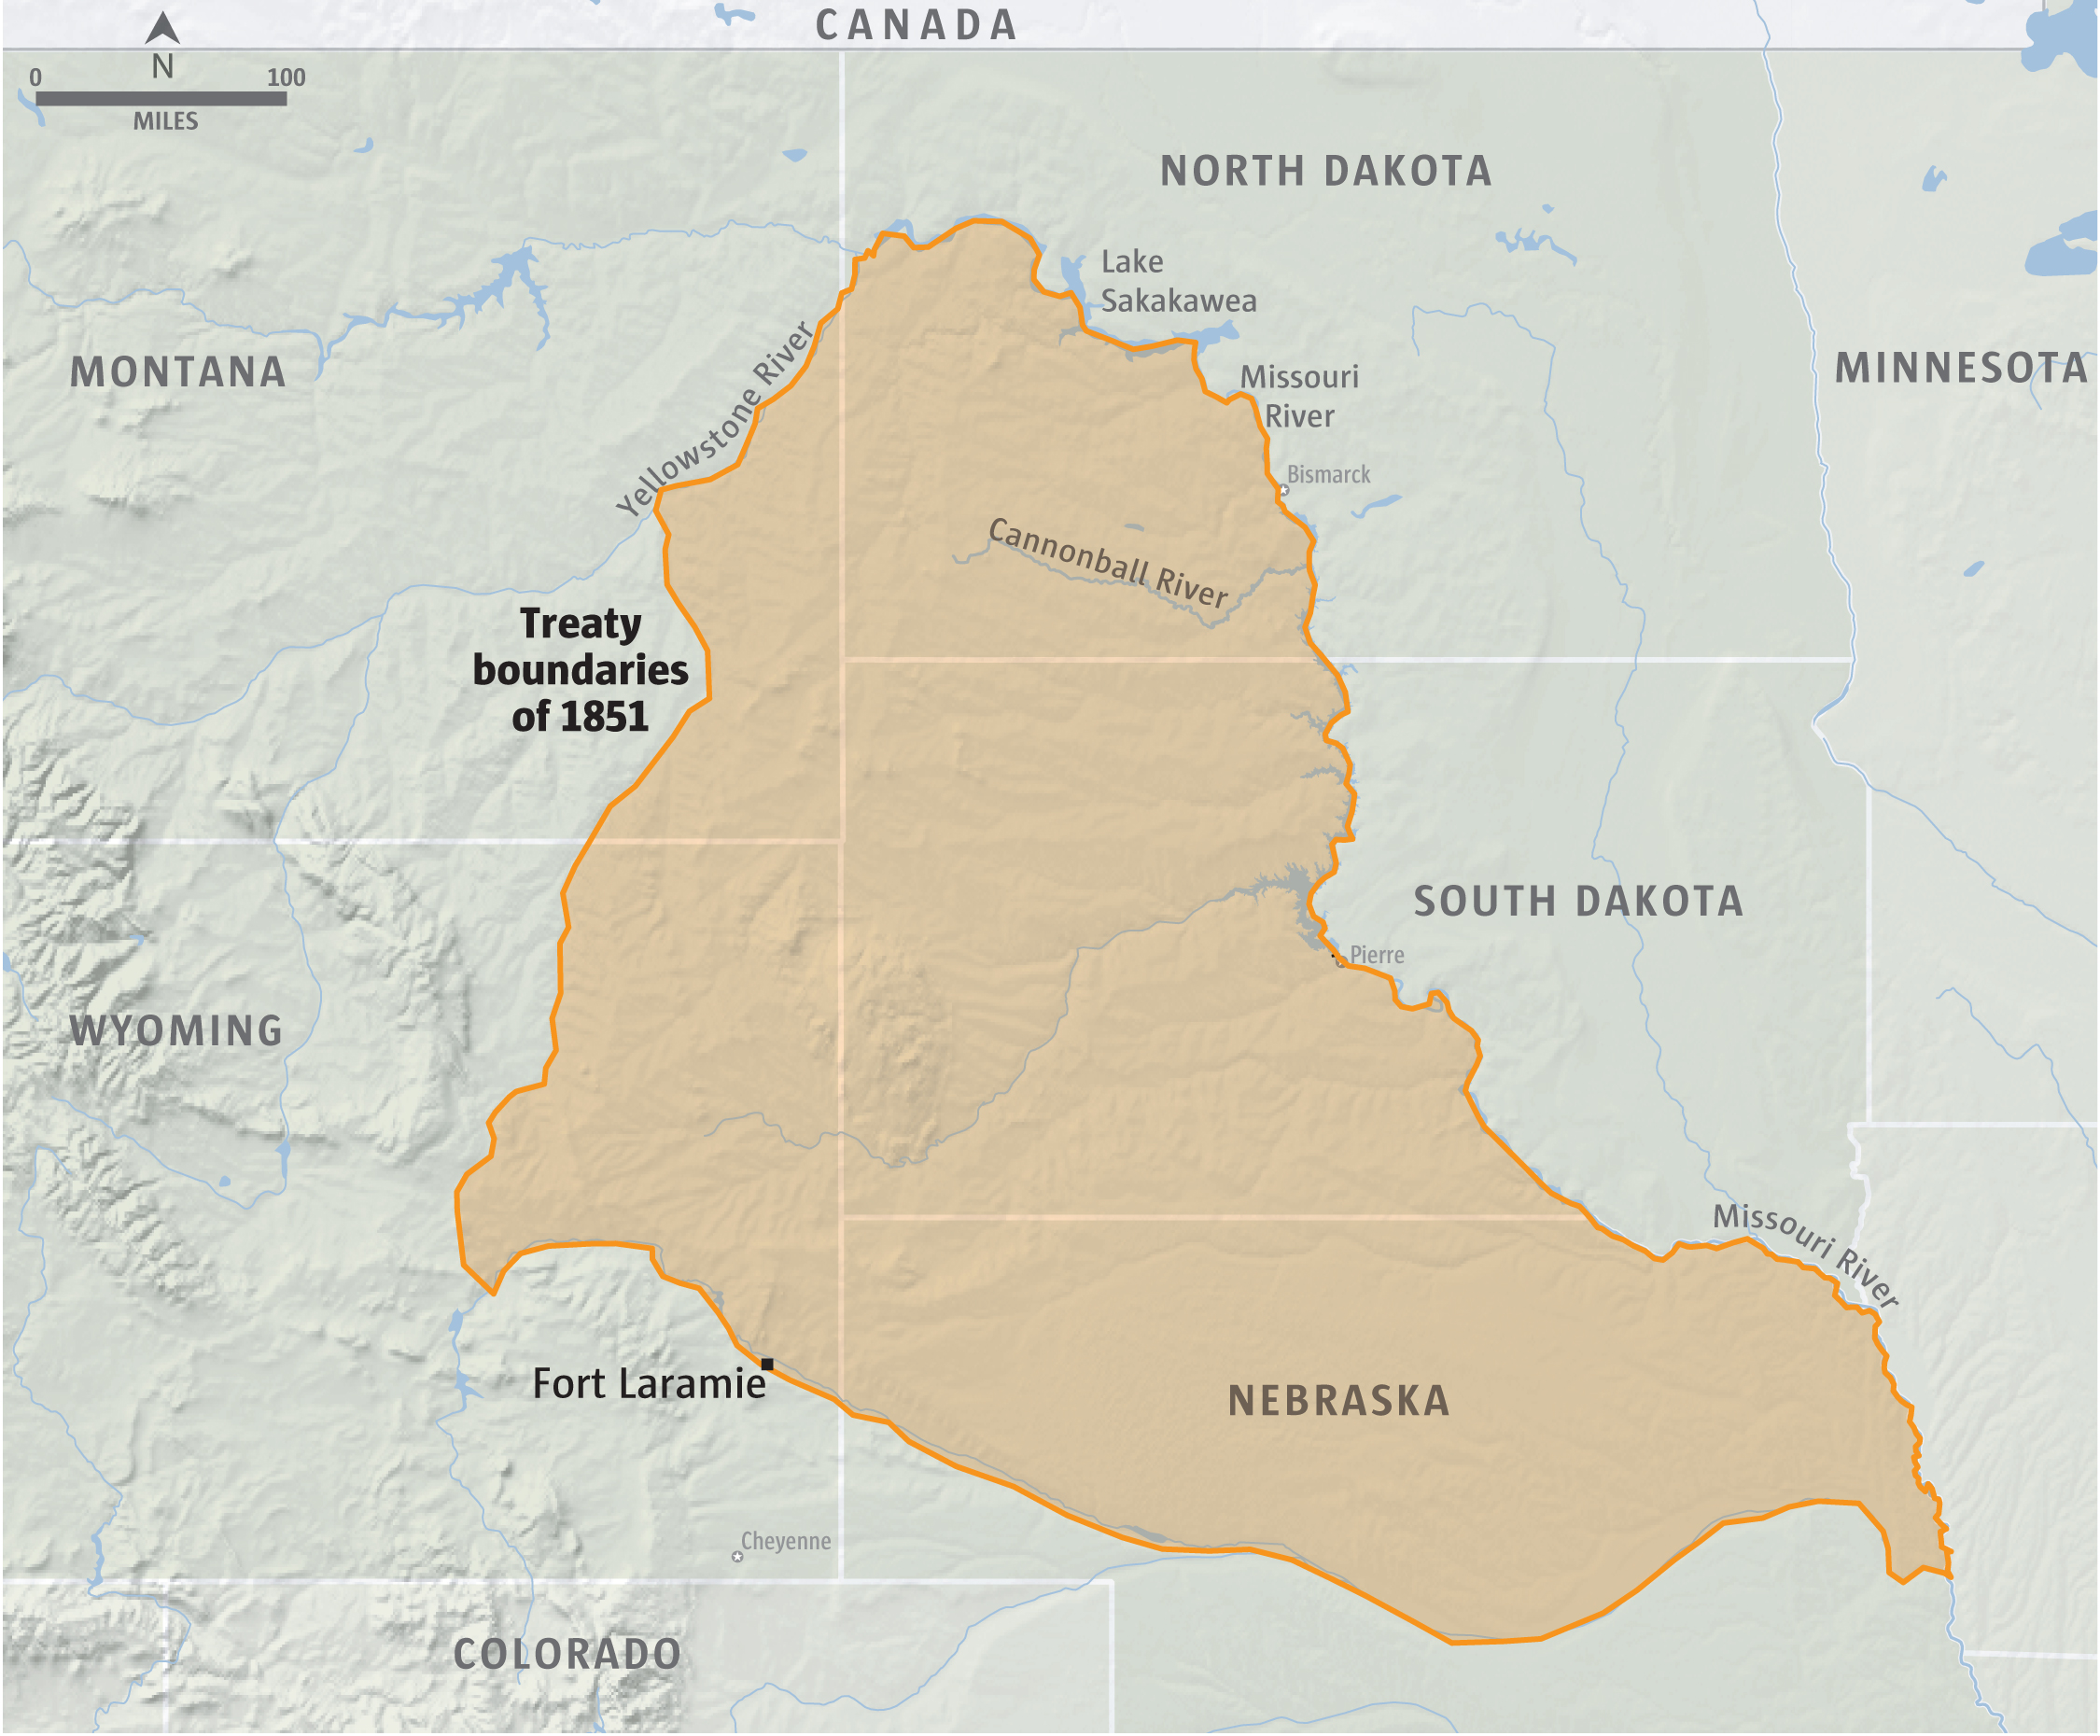 CANADA
N
0 100
MILES
NORTH DAKOTA
Lake
Sakakawea
MONTANA
MINNESOTA
Yellowstone River
Missouri
River
Bismarck
Cannonball River
Treaty
boundaries
of 1851
SOUTH DAKOTA
Pierre
WYOMING
Missouri River
Fort Laramie
NEBRASKA
Cheyenne
COLORADO